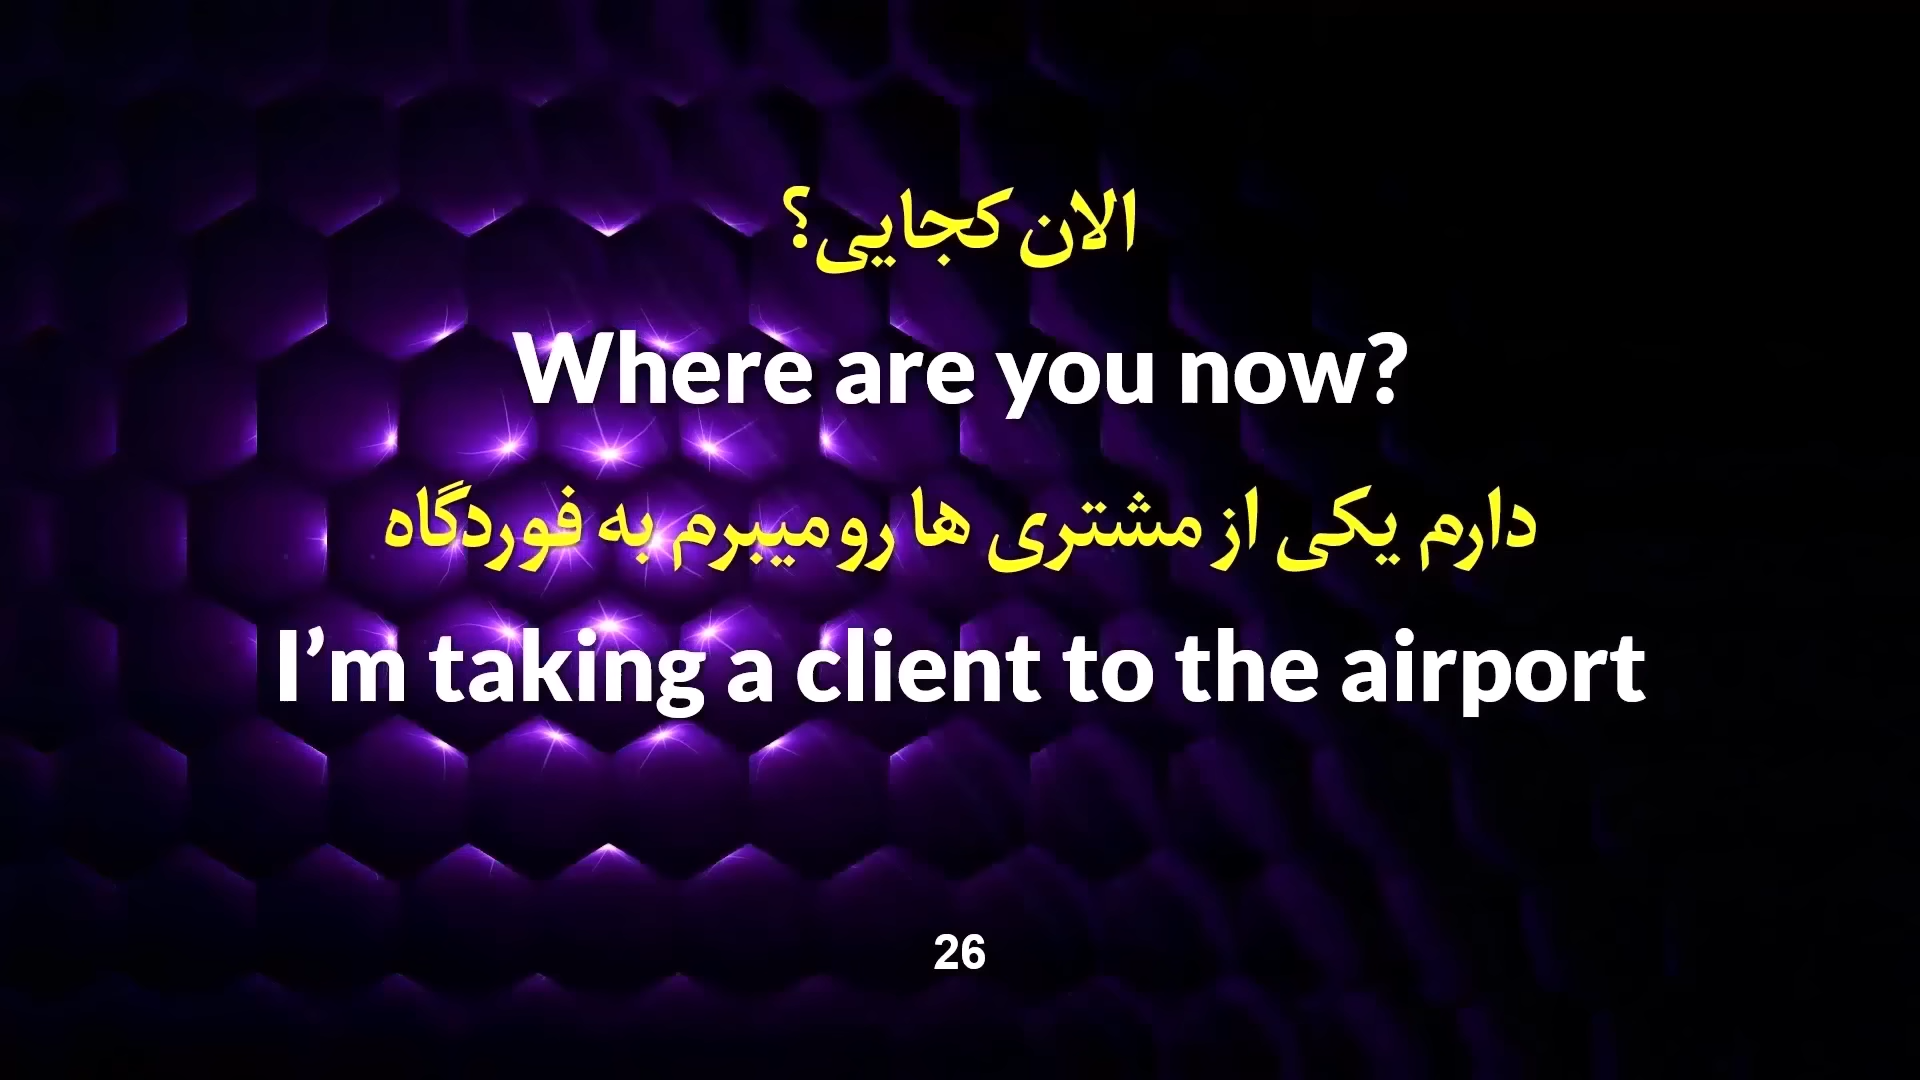 الان کجایی؟
Where are you now?
دارم یکی از مشتری ها رو میبرم به فوردگاه
I’m taking a client to the airport
26